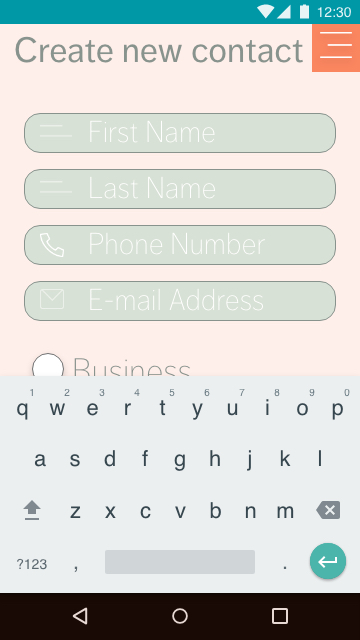 12:30
Create new contact
First Name
Last Name
Phone Number
E-mail Address
Business
1 2 3 4 5 6 7 8 9 0
q w e r t y u i o p
a s d f g h j k l
z x c v b n m
?123 , .